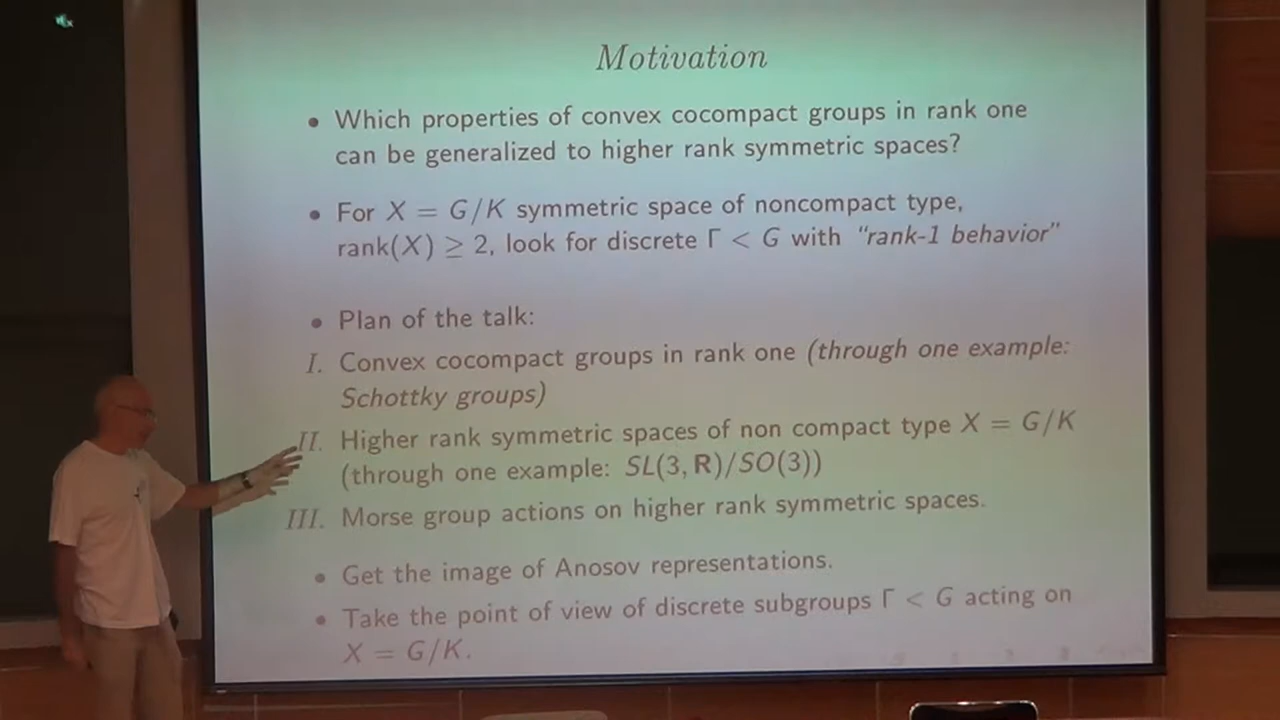 Motivation
• Which properties of convex cocompact groups in rank one
can be generalized to higher rank symmetric spaces?
• For X = G/K symmetric space of noncompact type,
rank(X) ≥ 2, look for discrete Γ < G with "rank-1 behavior"
• Plan of the talk:
I. Convex cocompact groups in rank one (through one example:
Schottky groups)
II. Higher rank symmetric spaces of non compact type X = G/K
(through one example: SL(3, R)/SO(3))
III. Morse group actions on higher rank symmetric spaces.
• Get the image of Anosov representations.
• Take the point of view of discrete subgroups Γ < G acting on
X = G/K.